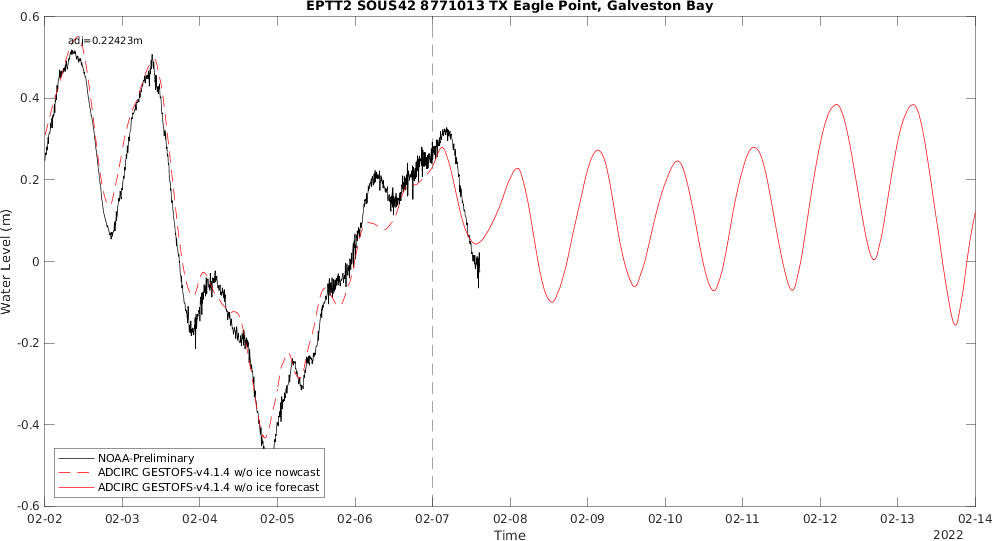 EPTT2 SOUS42 8771013 TX Eagle Point, Galveston Bay
adj=0.22423m
0.6
0.4
0.2
0
-0.2
-0.4
-0.6
Water Level (m)
NOAA-Preliminary
ADCIRC GESTOFS-v4.1.4 w/o ice nowcast
ADCIRC GESTOFS-v4.1.4 w/o ice forecast
02-02 02-03 02-04 02-05 02-06 02-07 02-08 02-09 02-10 02-11 02-12 02-13 02-14
Time
2022